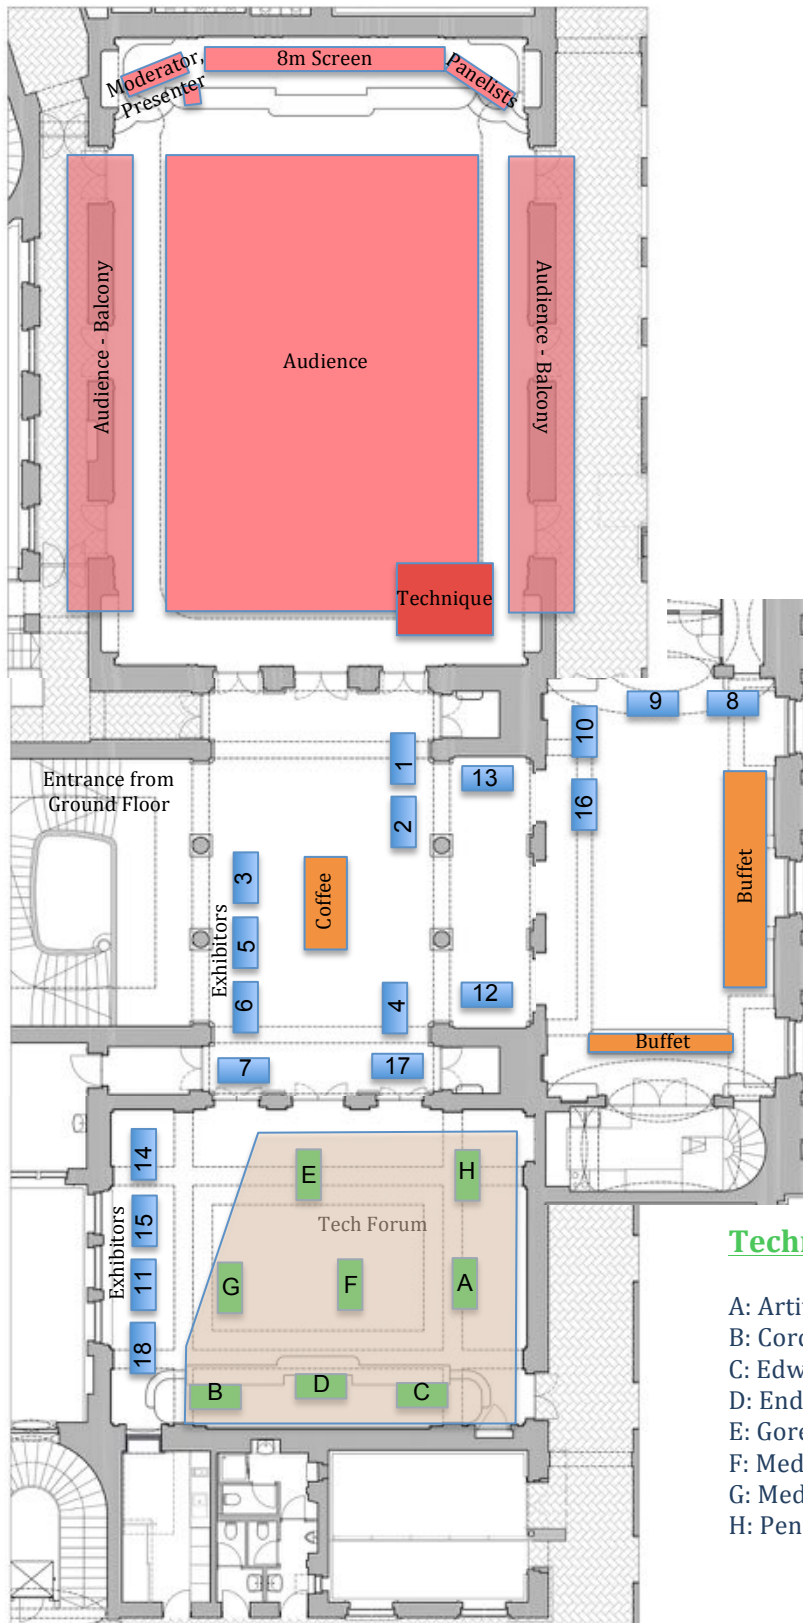 8m Screen
Moderator,
Presenter
Panelists
Audience - Balcony
Audience
Audience - Balcony
Technique
9
8
10
1
13
Entrance from
Ground Floor
16
2
3
Coffee
Buffet
Exhibitors
5
6
4
12
Buffet
7
17
14
E
H
Tech Forum
15
Exhibitors
11
G
F
A
18
B
D
C
A:
B:
C:
D:
E:
F:
G:
H: